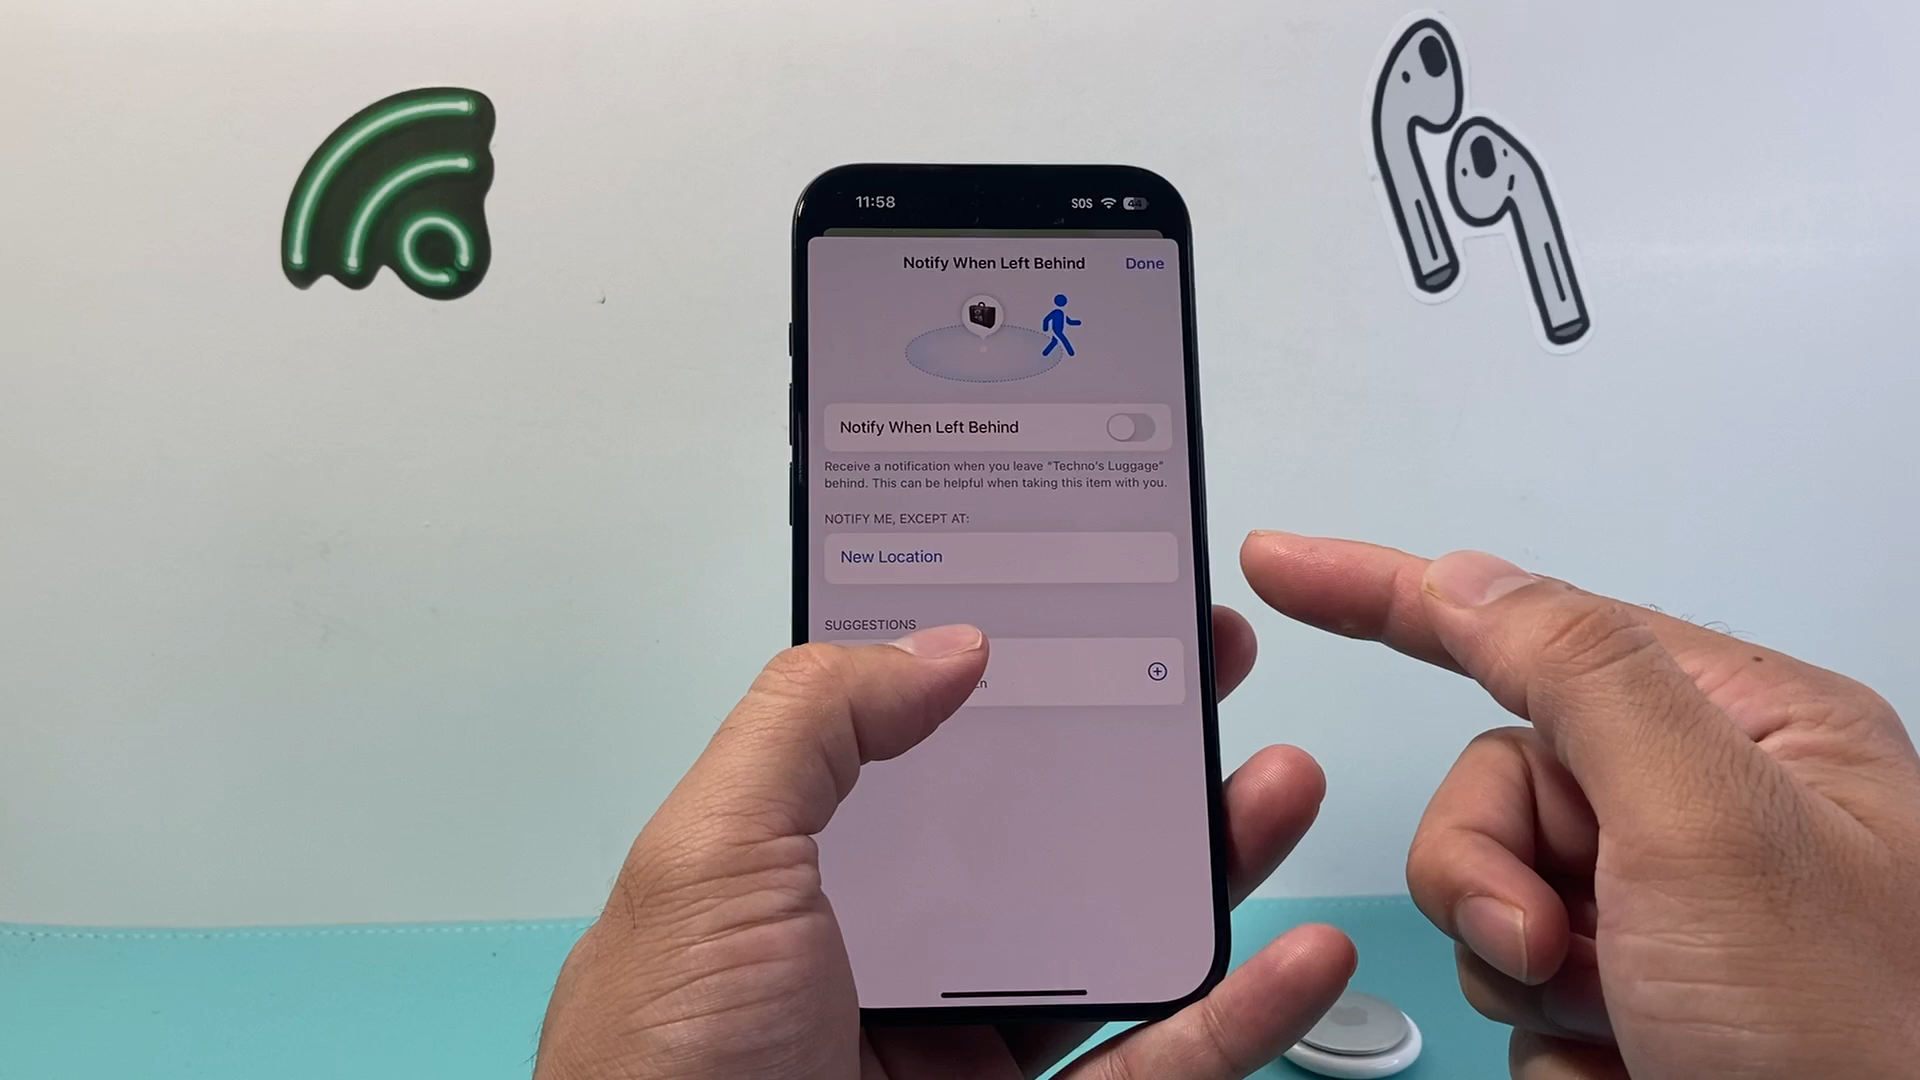 11:58
SOS
44
Notify When Left Behind
Done
Notify When Left Behind
Receive a notification when you leave “Techno's Luggage”
behind. This can be helpful when taking this item with you.
NOTIFY ME, EXCEPT AT:
New Location
SUGGESTIONS